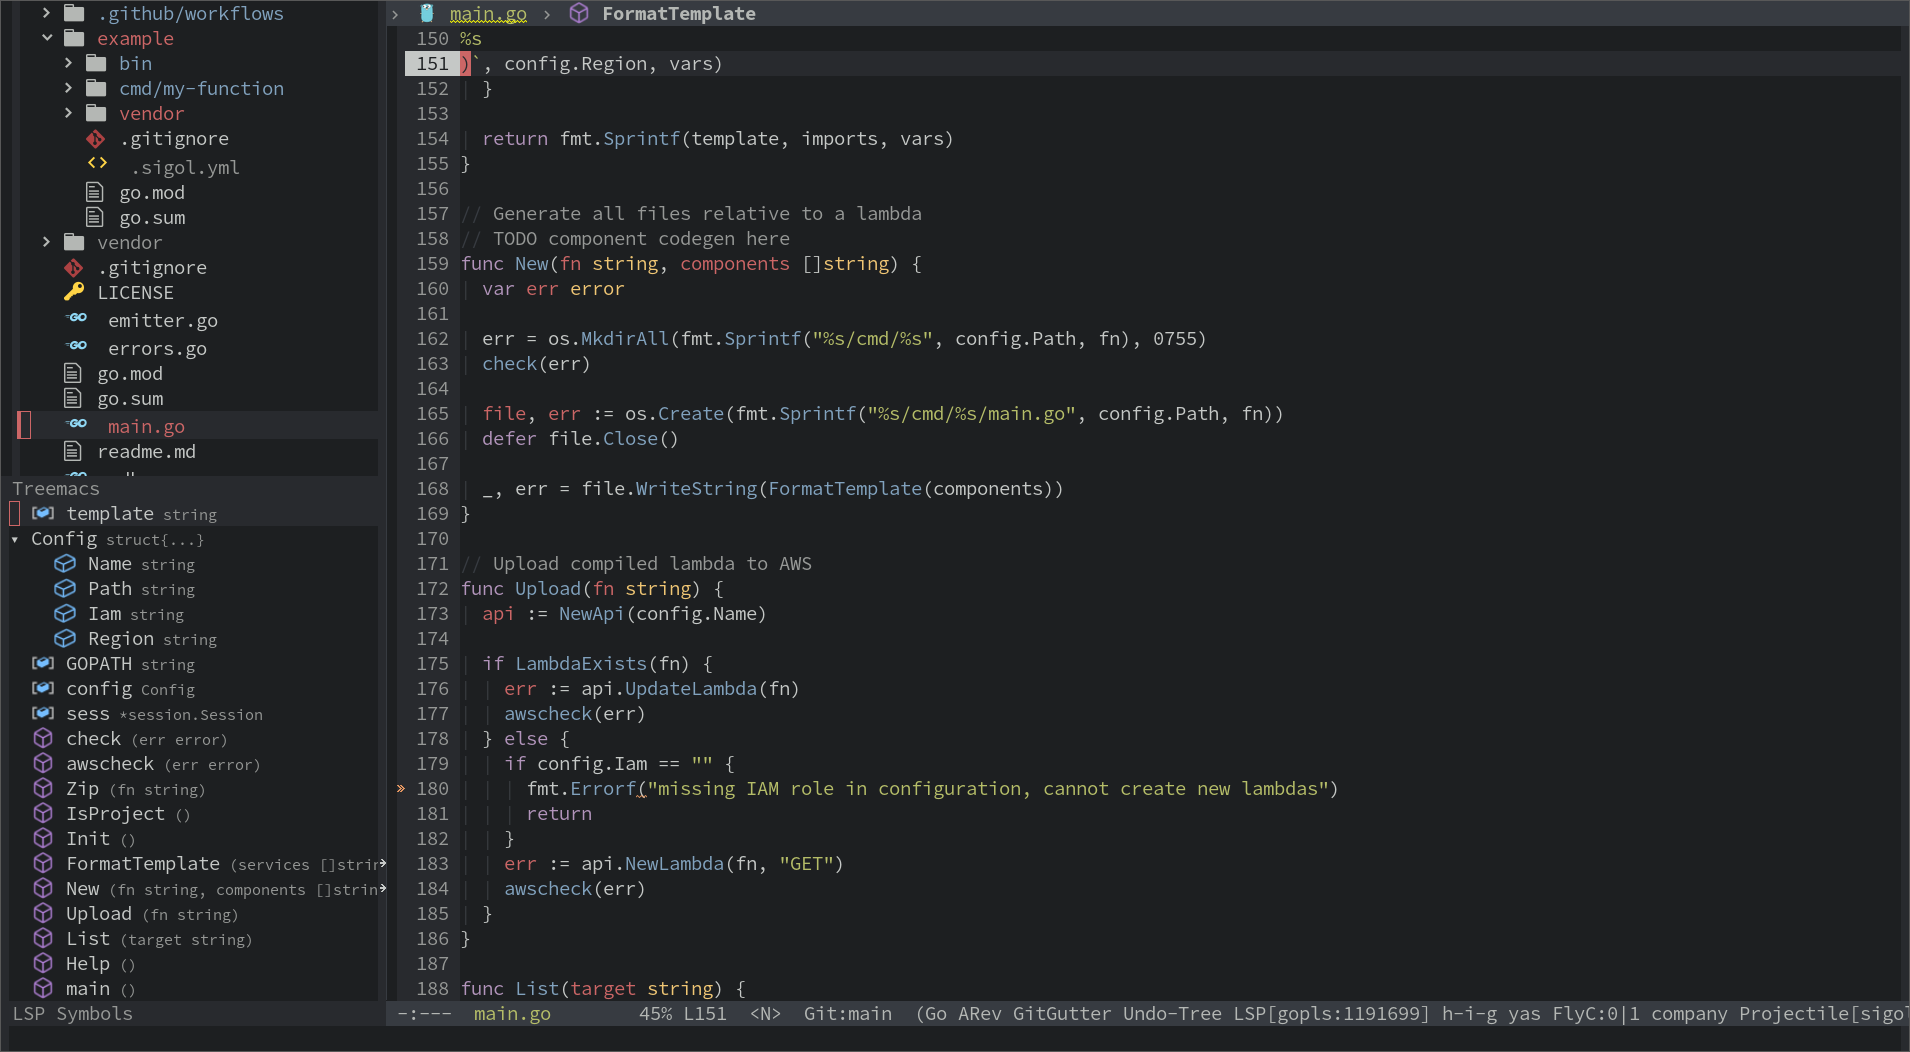 .github/workflows
example
bin
cmd/my-function
vendor
.gitignore
<> .sigol.yml
go.mod
go.sum
vendor
.gitignore
LICENSE
GO emitter.go
GO errors.go
go.mod
go.sum
GO main.go
readme.md
Treemacs
template string
Config struct{...}
Name string
Path string
Iam string
Region string
GOPATH string
config Config
sess *session.Session
check (err error)
awscheck (err error)
Zip (fn string)
IsProject ()
Init ()
FormatTemplate (services []strin
New (fn string, components []strin
Upload (fn string)
List (target string)
Help ()
main ()
LSP Symbols
› main.go › FormatTemplate
150 %s
151 )`, config.Region, vars)
152 }
153
154 return fmt.Sprintf(template, imports, vars)
155 }
156
157 // Generate all files relative to a lambda
158 // TODO component codegen here
159 func New(fn string, components []string) {
160 var err error
161
162 err = os.MkdirAll(fmt.Sprintf("%s/cmd/%s", config.Path, fn), 0755)
163 check(err)
164
165 file, err := os.Create(fmt.Sprintf("%s/cmd/%s/main.go", config.Path, fn))
166 defer file.Close()
167
168 _, err = file.WriteString(FormatTemplate(components))
169 }
170
171 // Upload compiled lambda to AWS
172 func Upload(fn string) {
173 api := NewApi(config.Name)
174
175 if LambdaExists(fn) {
176 err := api.UpdateLambda(fn)
177 awscheck(err)
178 } else {
179 if config.Iam == "" {
» 180 fmt.Errorf("missing IAM role in configuration, cannot create new lambdas")
181 return
182 }
183 err := api.NewLambda(fn, "GET")
184 awscheck(err)
185 }
186 }
187
188 func List(target string) {
-:--- main.go 45% L151 <N> Git:main (Go ARev GitGutter Undo-Tree LSP[gopls:1191699] h-i-g yas FlyC:0|1 company Projectile[sigo